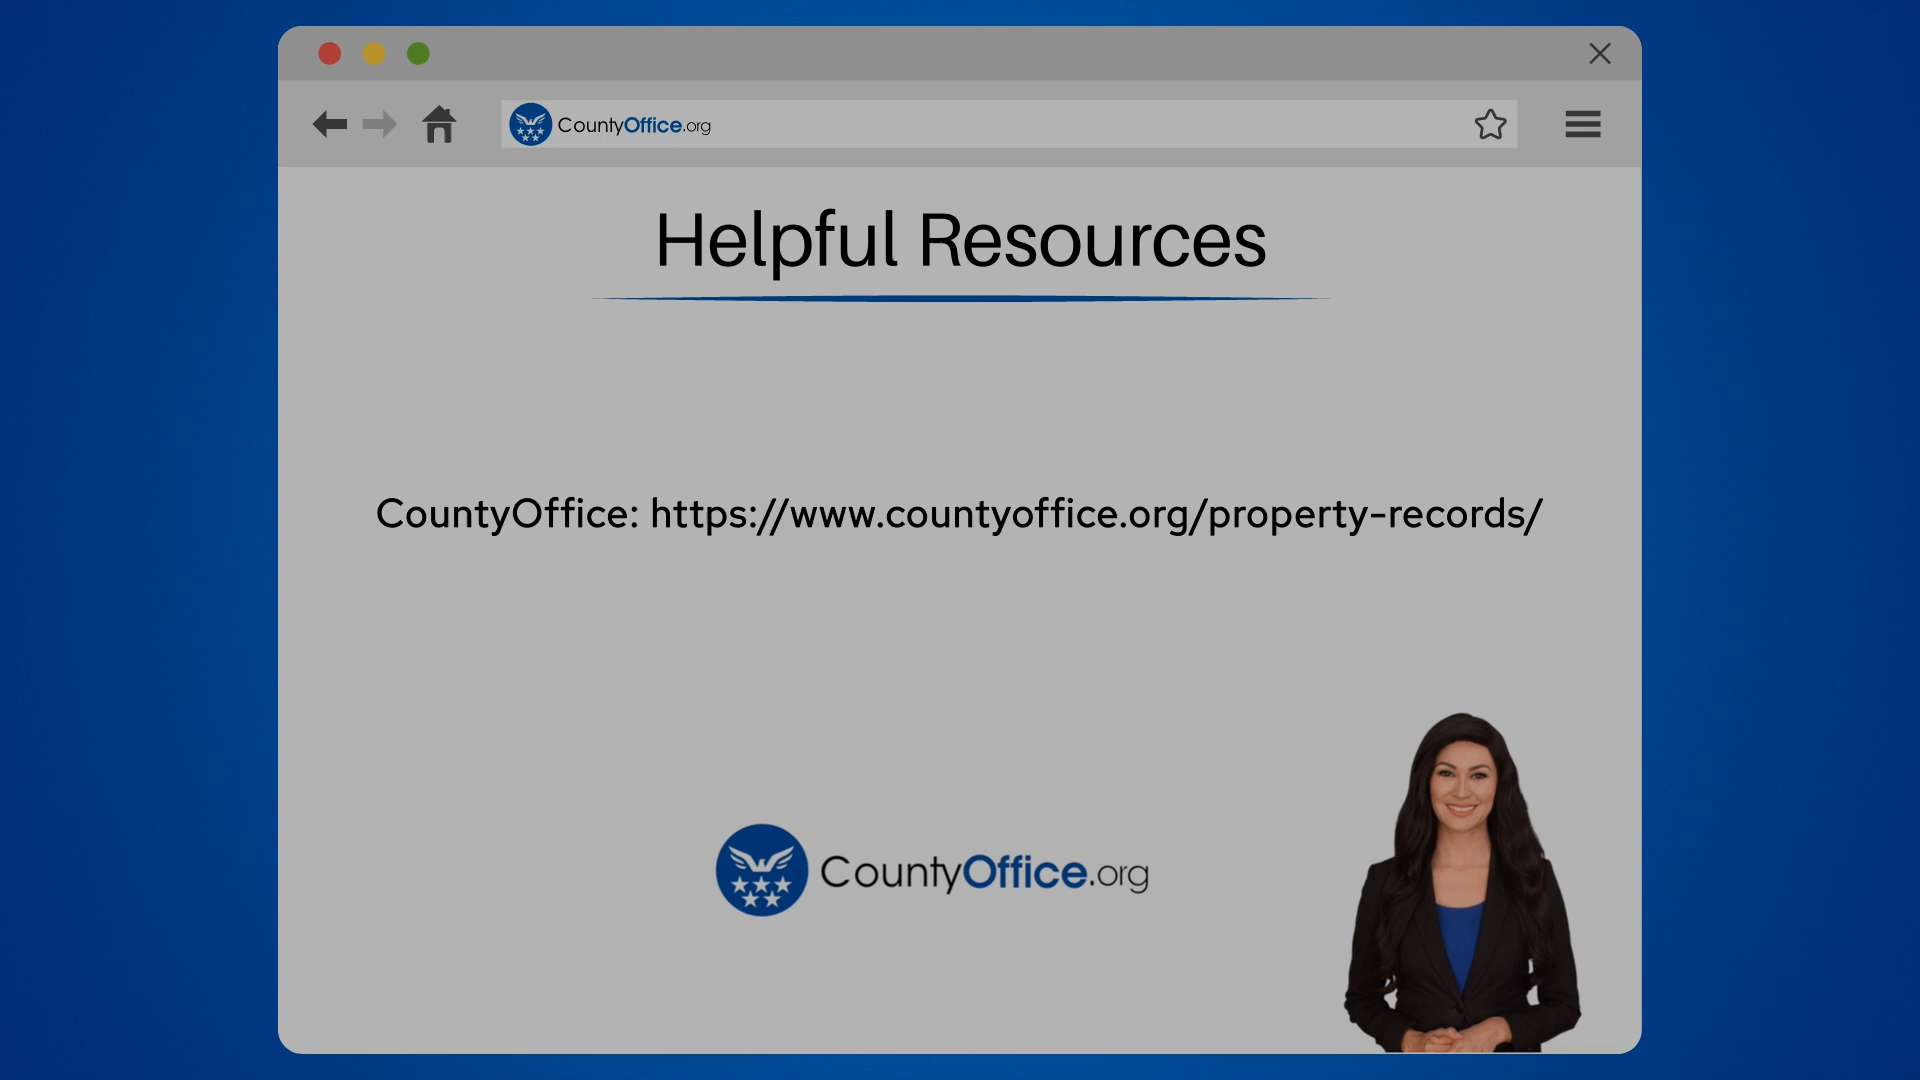 CountyOffice.org
Helpful Resources
CountyOffice: https://www.countyoffice.org/property-records/
CountyOffice.org